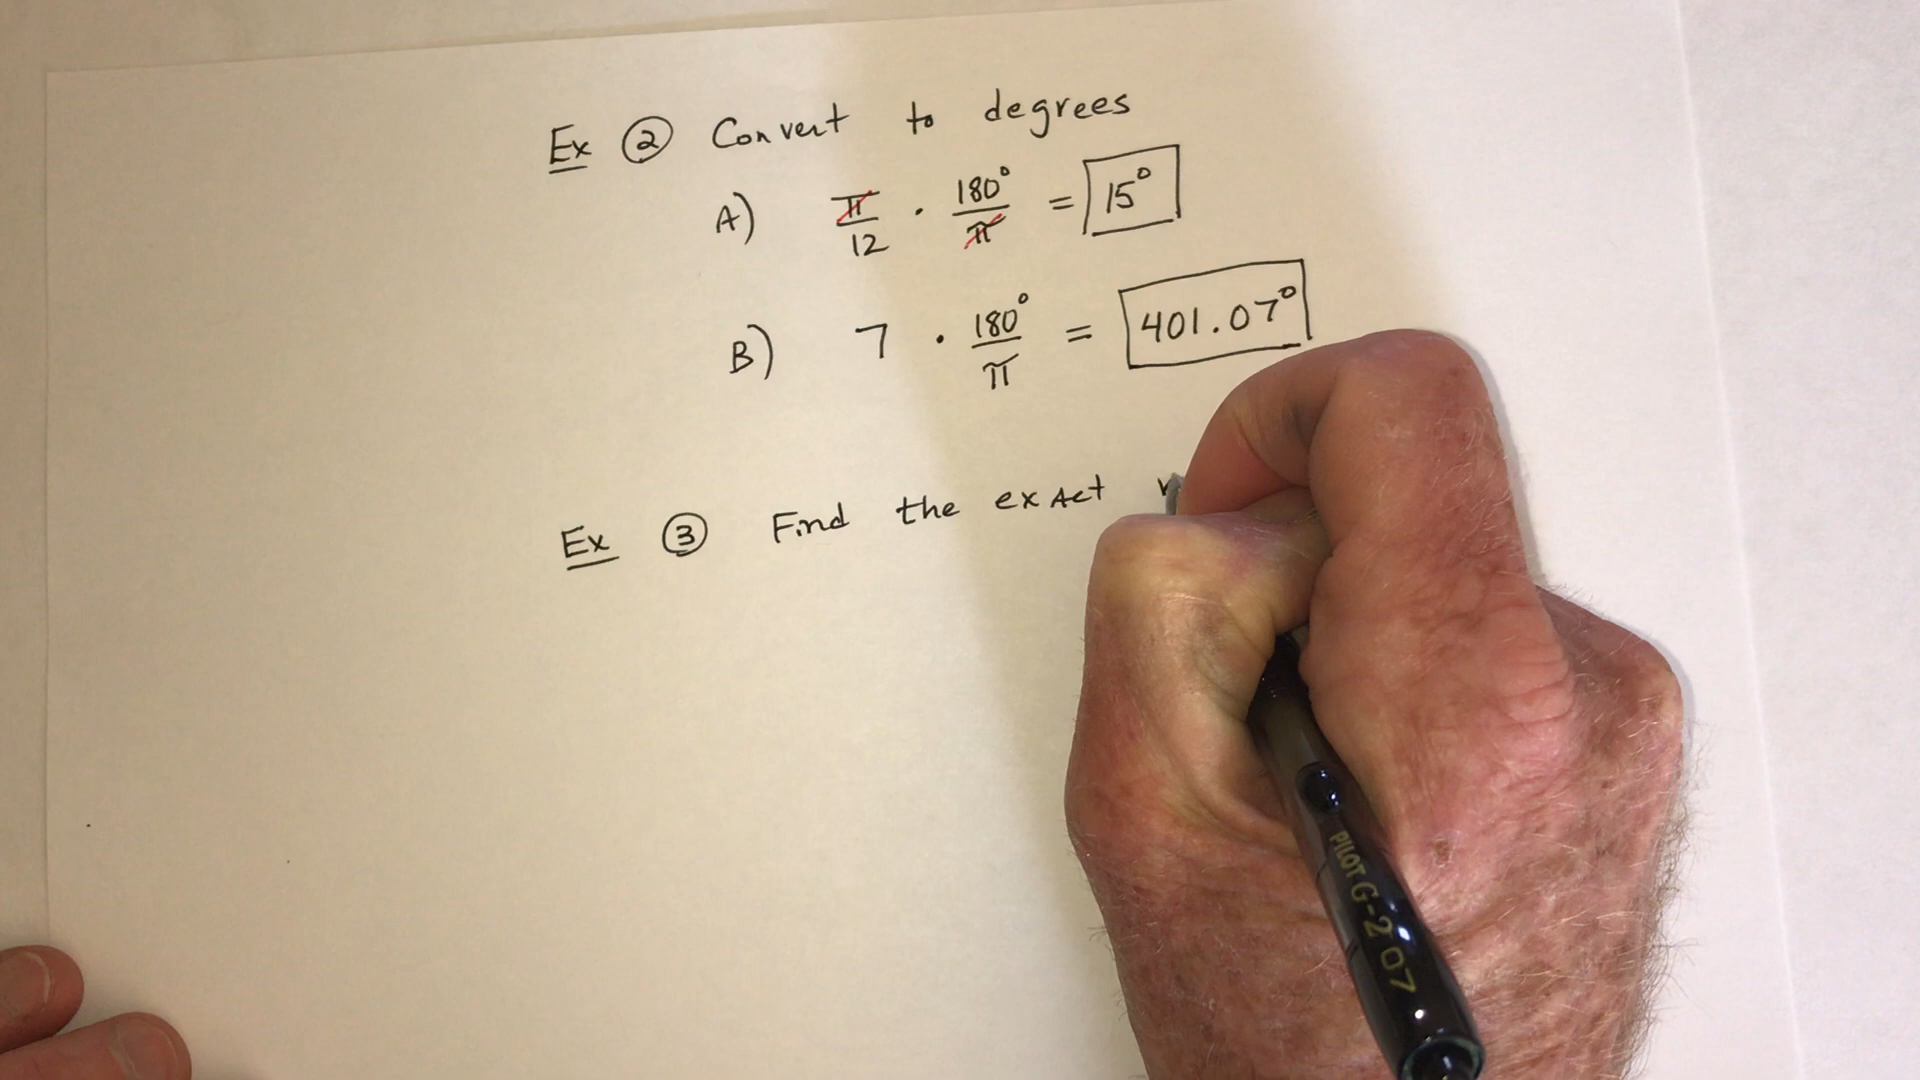 Ex ② Convert to degrees
A) π/12 · 180°/π = 15°
B) 7 · 180°/π = 401.07°
Ex ③ Find the exact
PILOT G-2 07